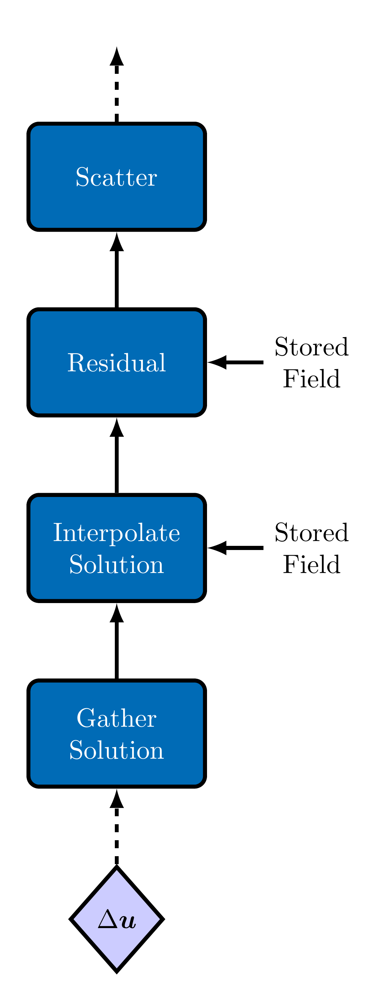 Scatter
Residual
Stored
Field
Interpolate
Solution
Stored
Field
Gather
Solution
Δu